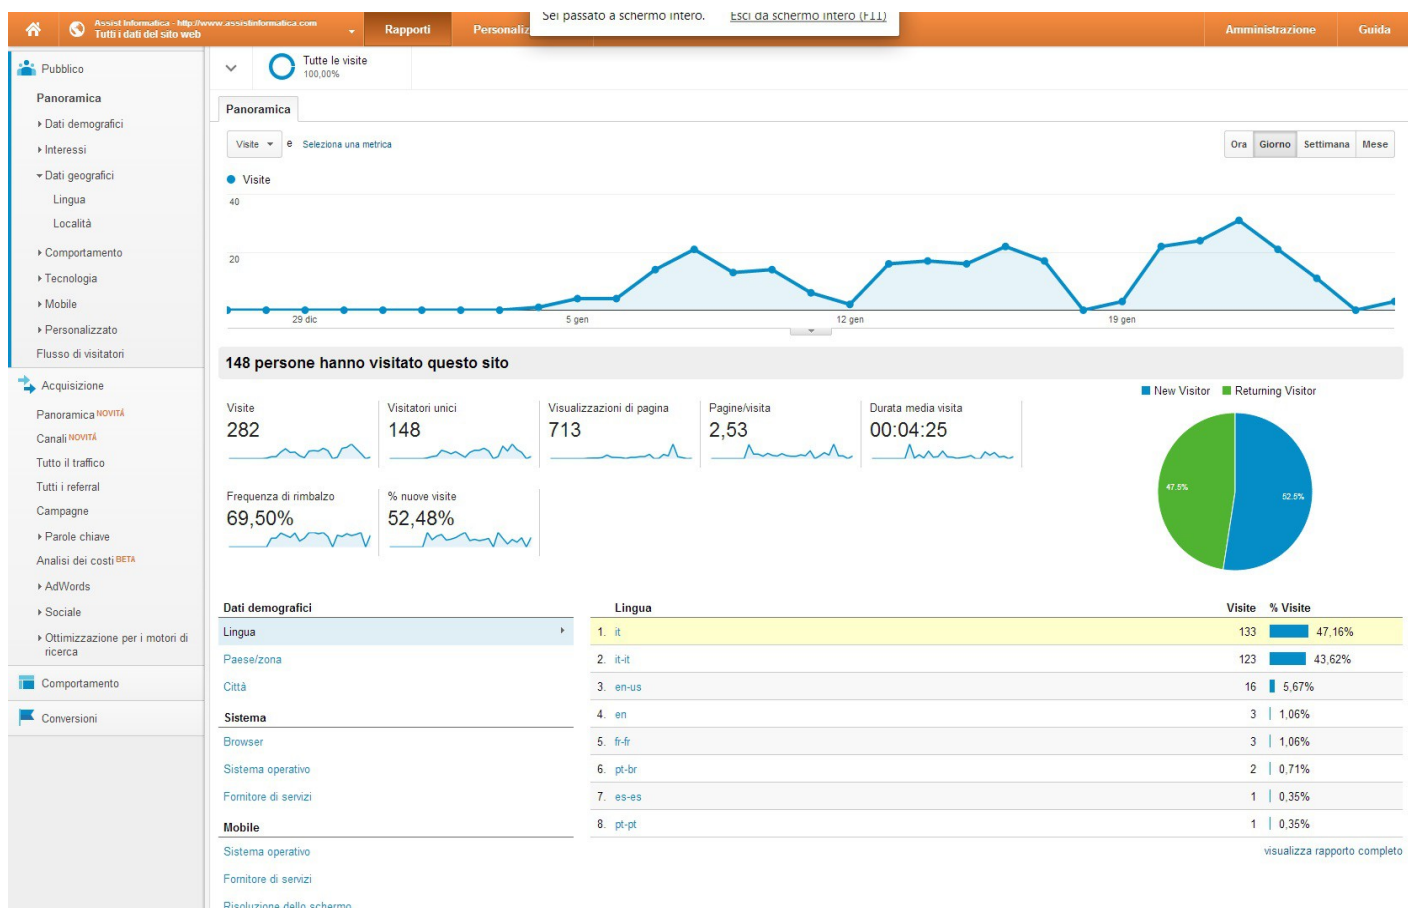 Sei passato a schermo intero. Esci da schermo intero (F11)
Assist Informatica - http://www.assistinformatica.com
Tutti i dati del sito web
Rapporti
Personaliz
Amministrazione
Guida
Pubblico
Panoramica
Dati demografici
Interessi
Dati geografici
Lingua
Località
Comportamento
Tecnologia
Mobile
Personalizzato
Flusso di visitatori
Acquisizione
Panoramica NOVITÁ
Canali NOVITÁ
Tutto il traffico
Tutti i referral
Campagne
Parole chiave
Analisi dei costi BETA
AdWords
Sociale
Ottimizzazione per i motori di
ricerca
Comportamento
Conversioni
Tutte le visite
100,00%
Panoramica
Visite e Seleziona una metrica
Ora Giorno Settimana Mese
Visite
40
20
29 dic 5 gen 12 gen 19 gen
148 persone hanno visitato questo sito
New Visitor Returning Visitor
Visite
282
Visitatori unici
148
Visualizzazioni di pagina
713
Pagine/visita
2,53
Durata media visita
00:04:25
Frequenza di rimbalzo
69,50%
% nuove visite
52,48%
47.5%
52.5%
Dati demografici
Lingua
Paese/zona
Città
Sistema
Browser
Sistema operativo
Fornitore di servizi
Mobile
Sistema operativo
Fornitore di servizi
Risoluzione dello schermo
Lingua Visite % Visite
1. it 133 47,16%
2. it-it 123 43,62%
3. en-us 16 5,67%
4. en 3 1,06%
5. fr-fr 3 1,06%
6. pt-br 2 0,71%
7. es-es 1 0,35%
8. pt-pt 1 0,35%
visualizza rapporto completo